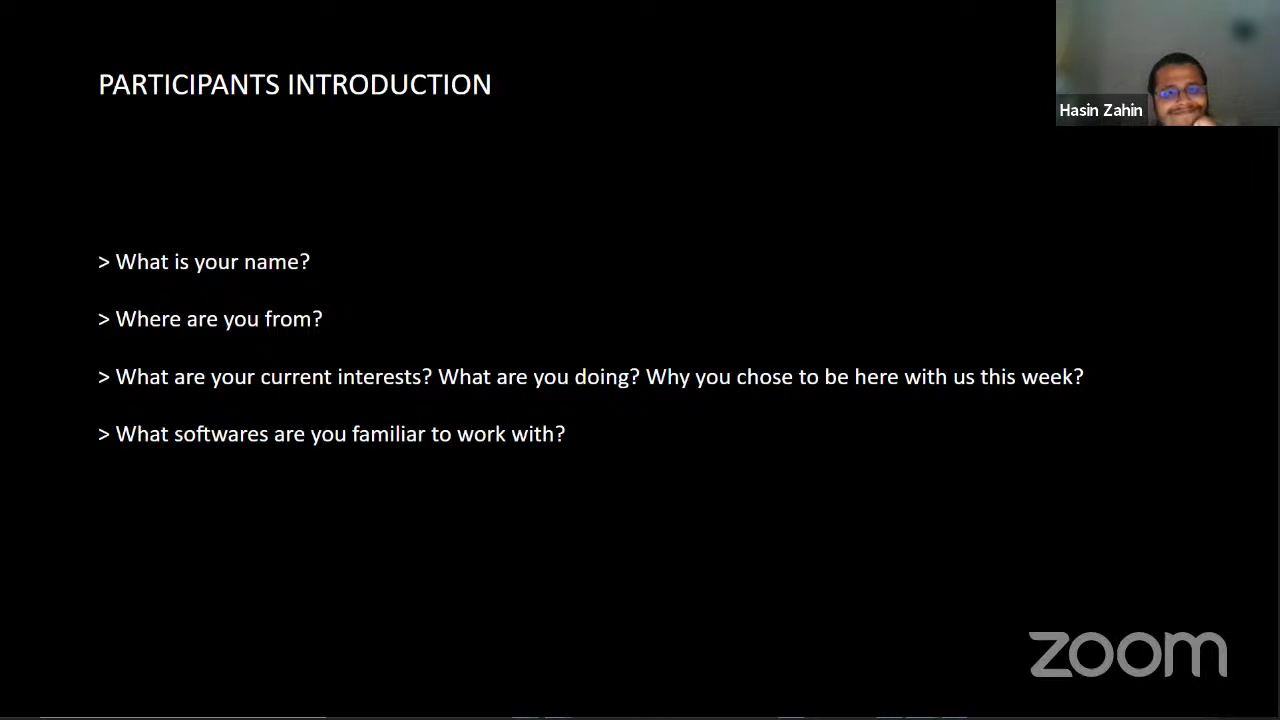 PARTICIPANTS INTRODUCTION
Hasin Zahin
> What is your name?
> Where are you from?
> What are your current interests? What are you doing? Why you chose to be here with us this week?
> What softwares are you familiar to work with?
zoom